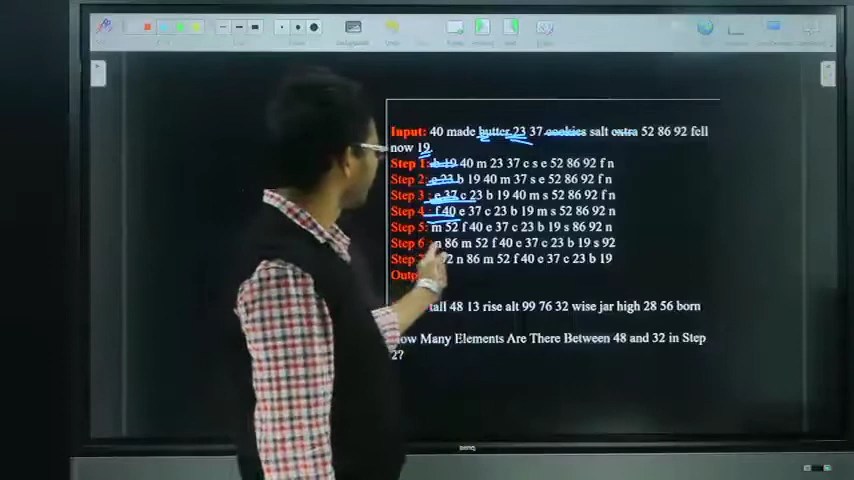 Input: 40 made butter 23 37 cookies salt extra 52 86 92 fell
now 19
Step 1: b 19 40 m 23 37 c s e 52 86 92 f n
Step 2: c 23 b 19 40 m 37 s e 52 86 92 f n
Step 3 : e 37 c 23 b 19 40 m s 52 86 92 f n
Step 4 : f 40 e 37 c 23 b 19 m s 52 86 92 n
Step 5: m 52 f 40 e 37 c 23 b 19 s 86 92 n
Step 6 : n 86 m 52 f 40 e 37 c 23 b 19 s 92
Step 92 n 86 m 52 f 40 e 37 c 23 b 19
tall 48 13 rise alt 99 76 32 wise jar high 28 56 born
Many Elements Are There Between 48 and 32 in Step
2?
BENQ